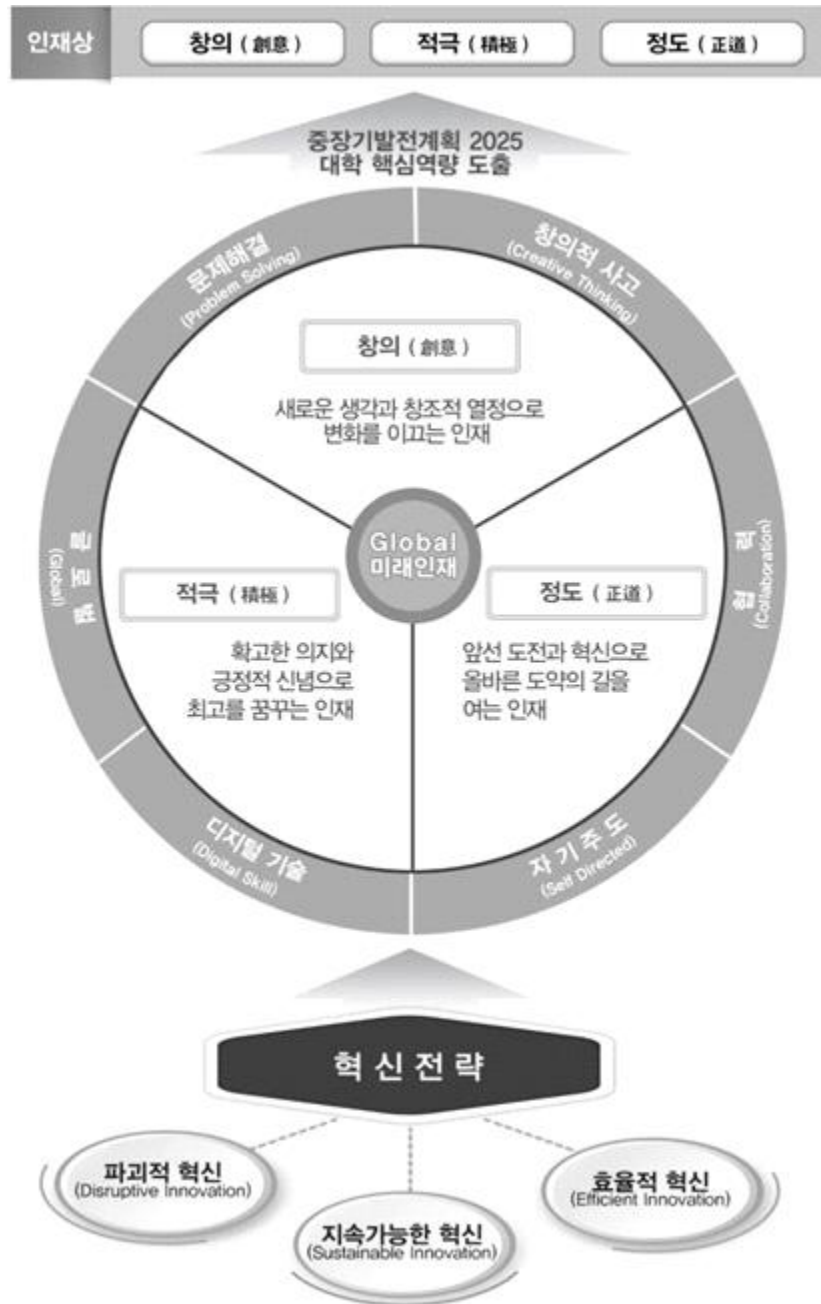 인재상
창의 ( 創意 )
적극 ( 積極 )
정도 ( 正道 )
중장기발전계획 2025
대학 핵심역량 도출
문제해결
(Problem Solving)
창의적 사고
(Creative Thinking)
창의 ( 創意 )
새로운 생각과 창조적 열정으로
변화를 이끄는 인재
글로벌
(Global)
Global
미래인재
협 력
(Collaboration)
적극 ( 積極 )
확고한 의지와
긍정적 신념으로
최고를 꿈꾸는 인재
정도 ( 正道 )
앞선 도전과 혁신으로
올바른 도약의 길을
여는 인재
디지털 기술
(Digital Skill)
자기주도
(Self Directed)
혁신전략
파괴적 혁신
(Disruptive Innovation)
지속가능한 혁신
(Sustainable Innovation)
효율적 혁신
(Efficient Innovation)